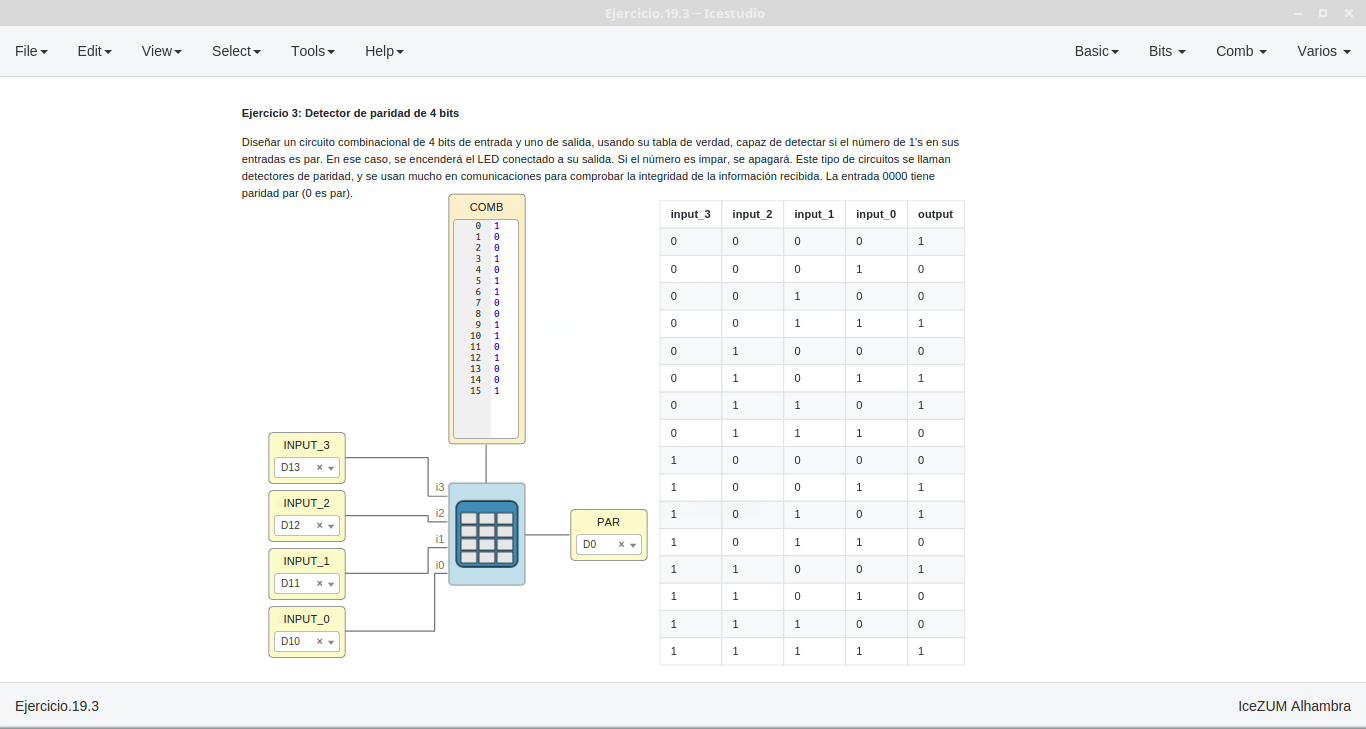 Ejercicio.19.3 – Icestudio
File Edit View Select Tools Help Basic Bits Comb Varios
Ejercicio 3: Detector de paridad de 4 bits
Diseñar un circuito combinacional de 4 bits de entrada y uno de salida, usando su tabla de verdad, capaz de detectar si el número de 1's en sus
entradas es par. En ese caso, se encenderá el LED conectado a su salida. Si el número es impar, se apagará. Este tipo de circuitos se llaman
detectores de paridad, y se usan mucho en comunicaciones para comprobar la integridad de la información recibida. La entrada 0000 tiene
paridad par (0 es par).
COMB
0 1
1 0
2 0
3 1
4 0
5 1
6 1
7 0
8 0
9 1
10 1
11 0
12 1
13 0
14 0
15 1
INPUT_3
D13 ×
INPUT_2
D12 ×
INPUT_1
D11 ×
INPUT_0
D10 ×
i3
i2
i1
i0
PAR
D0 ×
input_3 input_2 input_1 input_0 output
0 0 0 0 1
0 0 0 1 0
0 0 1 0 0
0 0 1 1 1
0 1 0 0 0
0 1 0 1 1
0 1 1 0 1
0 1 1 1 0
1 0 0 0 0
1 0 0 1 1
1 0 1 0 1
1 0 1 1 0
1 1 0 0 1
1 1 0 1 0
1 1 1 0 0
1 1 1 1 1
Ejercicio.19.3 IceZUM Alhambra